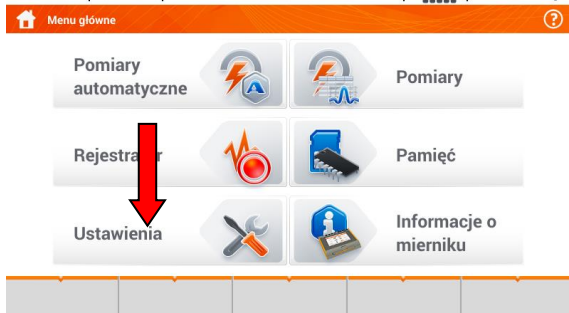 Menu główne
?
Pomiary
automatyczne
A
Pomiary
Pamięć
Ustawienia
Informacje o
mierniku